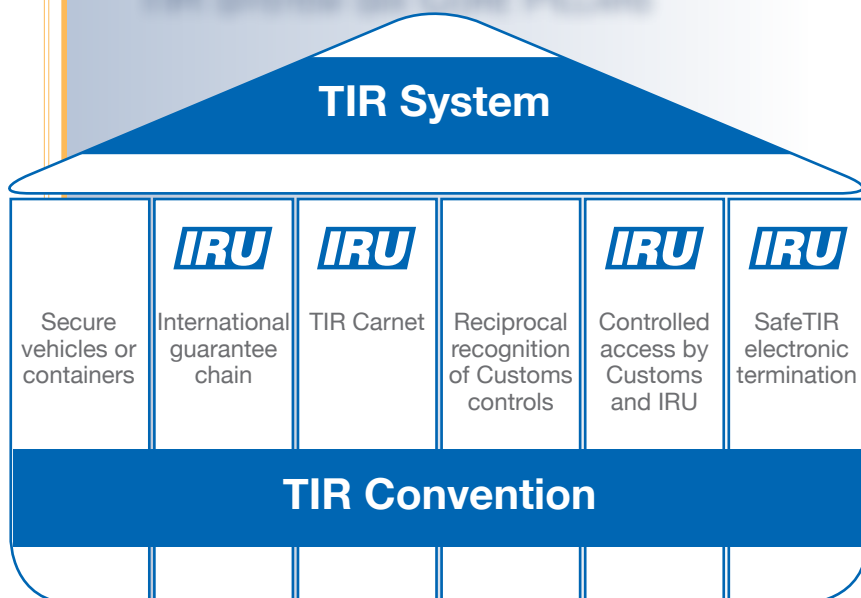 TIR System
IRU
IRU
IRU
IRU
Secure
vehicles or
containers
International
guarantee
chain
TIR Carnet
Reciprocal
recognition
of Customs
controls
Controlled
access by
Customs
and IRU
SafeTIR
electronic
termination
TIR Convention